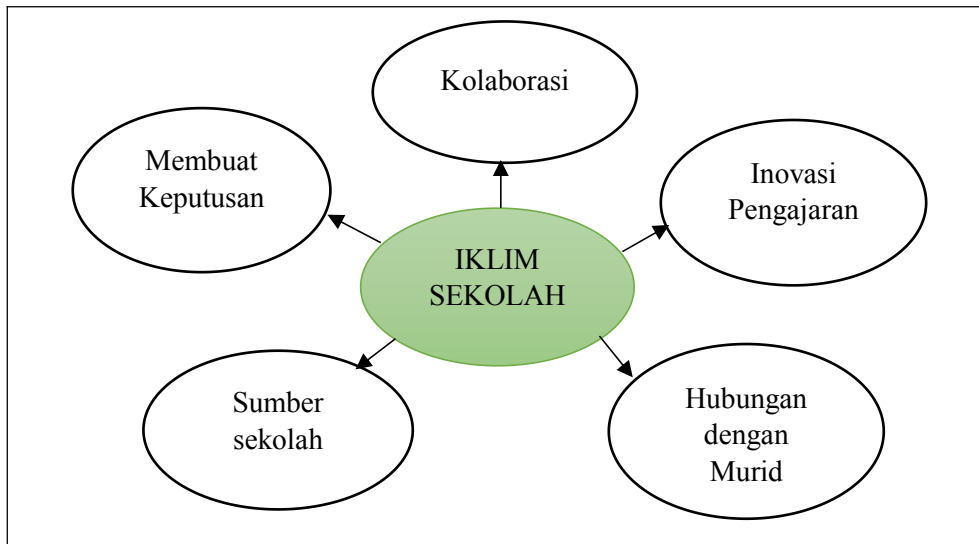 Kolaborasi
Membuat
Keputusan
Inovasi
Pengajaran
IKLIM
SEKOLAH
Sumber
sekolah
Hubungan
dengan
Murid